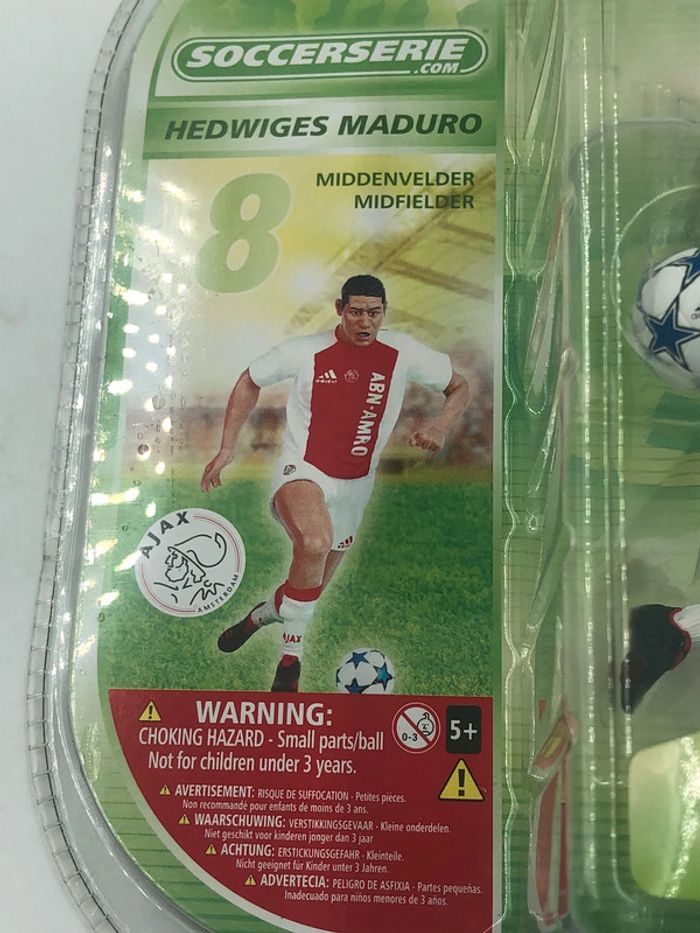 SOCCERSERIE
.COM
HEDWIGES MADURO
8
MIDDENVELDER
MIDFIELDER
adidas
ABN·AMRO
AJAX
AMSTERDAM
AJAX
WARNING:
CHOKING HAZARD - Small parts/ball
Not for children under 3 years.
0-3
5+
AVERTISEMENT: RISQUE DE SUFFOCATION - Petites pièces.
Non recommandé pour enfants de moins de 3 ans.
WAARSCHUWING: VERSTIKKINGSGEVAAR - Kleine onderdelen.
Niet geschikt voor kinderen jonger dan 3 jaar
ACHTUNG: ERSTICKUNGSGEFAHR - Kleinteile.
Nicht geeignet für Kinder unter 3 Jahren.
ADVERTECIA: PELIGRO DE ASFIXIA - Partes pequeñas.
Inadecuado para niños menores de 3 años.